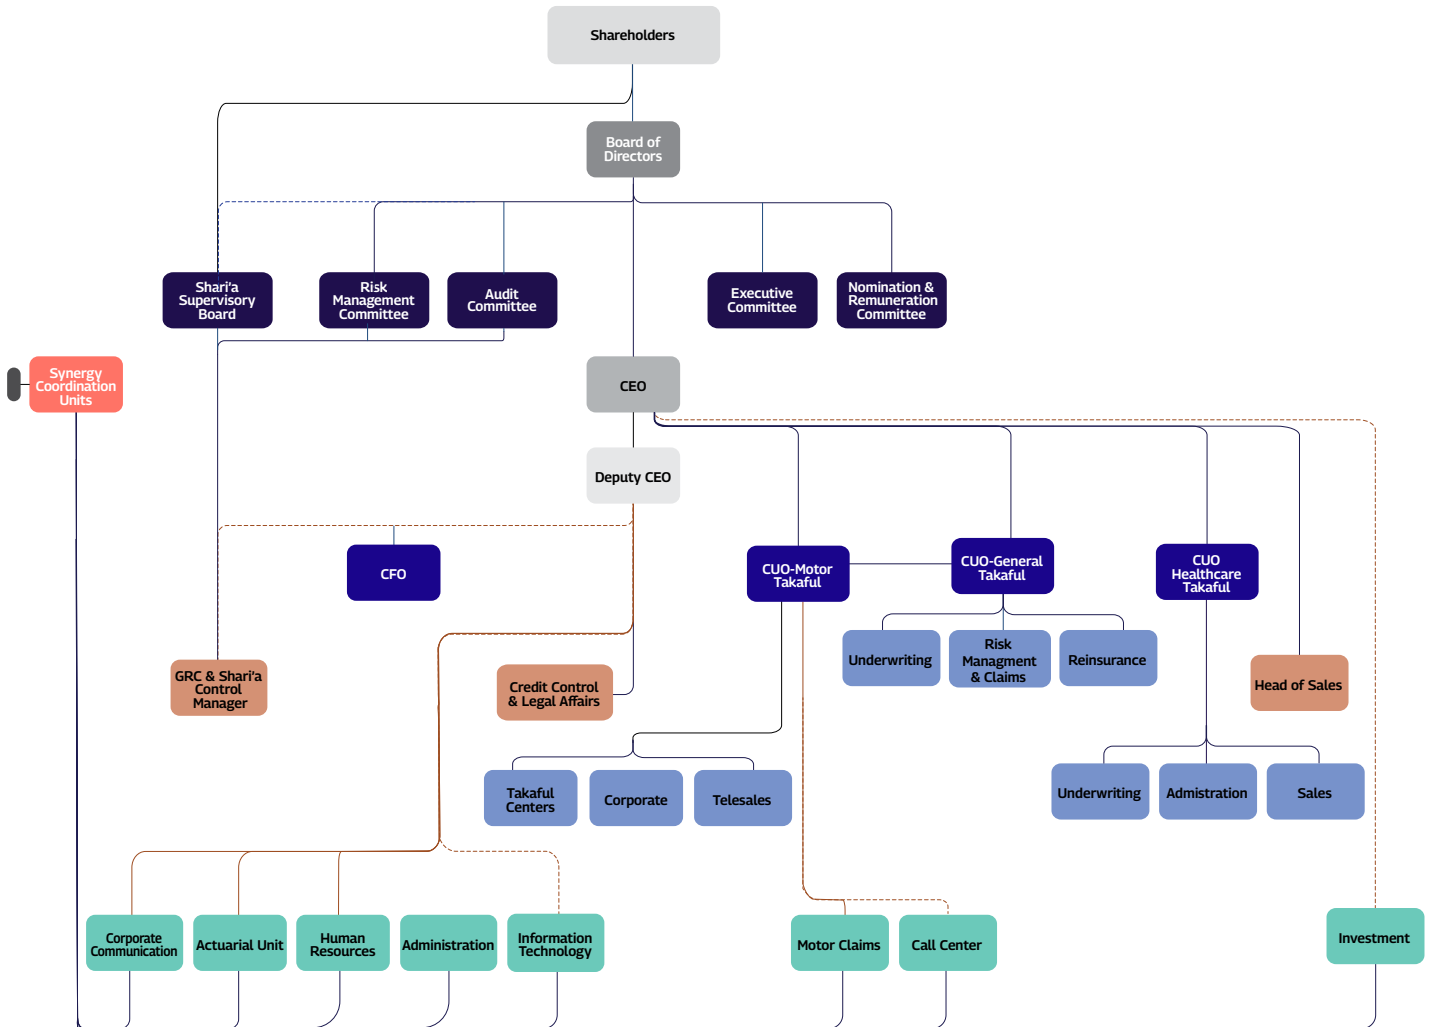 Shareholders
Board of
Directors
Shari'a
Supervisory
Board
Risk
Management
Committee
Audit
Committee
Executive
Committee
Nomination &
Remuneration
Committee
Synergy
Coordination
Units
CEO
Deputy CEO
CFO
CUO-Motor
Takaful
CUO-General
Takaful
CUO
Healthcare
Takaful
Underwriting
Risk
Managment
& Claims
Reinsurance
GRC & Shari'a
Control
Manager
Credit Control
& Legal Affairs
Head of Sales
Takaful
Centers
Corporate
Telesales
Underwriting
Admistration
Sales
Corporate
Communication
Actuarial Unit
Human
Resources
Administration
Information
Technology
Motor Claims
Call Center
Investment